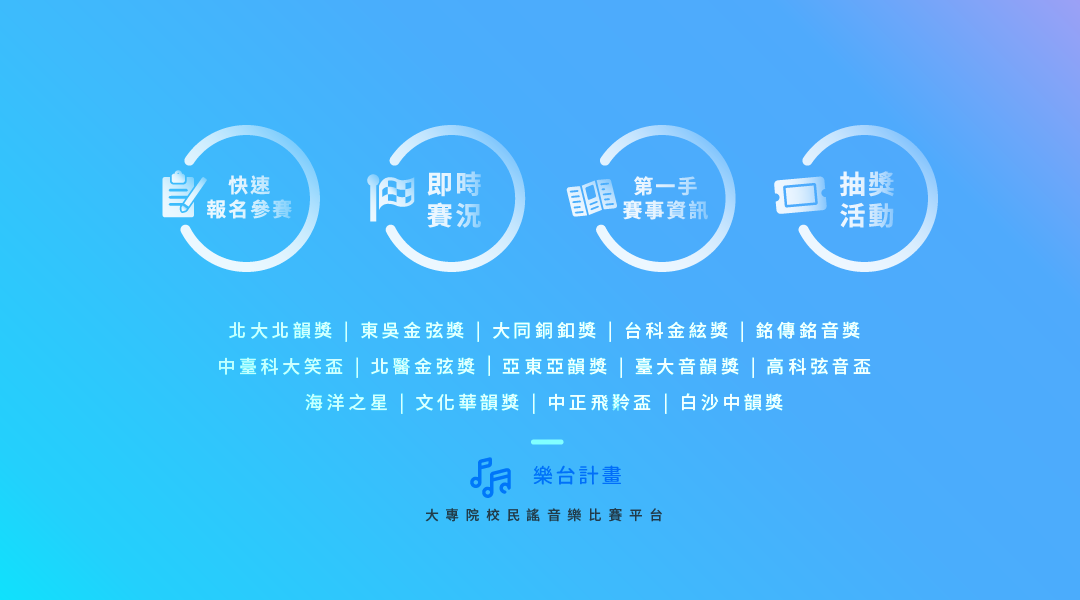 快速
報名參賽
即時
賽況
第一手
賽事資訊
抽獎
活動
北大北韻獎 | 東吳金弦獎 | 大同銅釦獎 | 台科金絃獎 | 銘傳銘音獎
中臺科大笑盃 | 北醫金弦獎 | 亞東亞韻獎 | 臺大音韻獎 | 高科弦音盃
海洋之星 | 文化華韻獎 | 中正飛羚盃 | 白沙中韻獎
樂台計畫
大專院校民謠音樂比賽平台